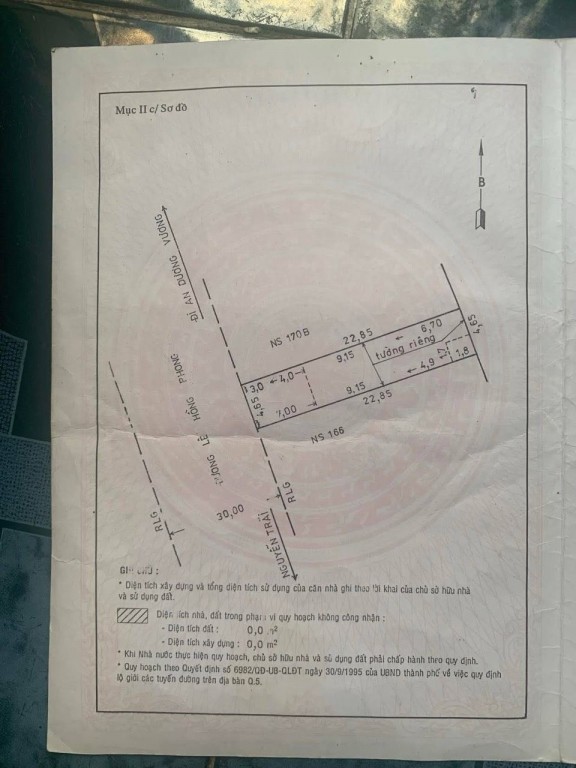 Mục II c/ Sơ đồ
B
ĐI AN DƯƠNG VƯƠNG
NS 170B
22,85
6,70
4,65
9,15
tường riêng
3,0
4,0
1,7
1,8
4,9
4,65
7,00
9,15
22,85
NS 166
LÊ HỒNG PHONG
RLG
RLG
30,00
NGUYỄN TRÃI
GHI CHÚ :
* Diện tích xây dựng và tổng diện tích sử dụng của căn nhà ghi theo lời khai của chủ sở hữu nhà
và sử dụng đất.
Diện tích nhà, đất trong phạm vi quy hoạch không công nhận :
- Diện tích đất : 0,0 m²
- Diện tích xây dựng : 0,0 m²
* Khi Nhà nước thực hiện quy hoạch, chủ sở hữu nhà và sử dụng đất phải chấp hành theo quy định.
* Quy hoạch theo Quyết định số 6982/QĐ-UB-QLĐT ngày 30/9/1995 của UBND thành phố về việc quy định
lộ giới các tuyến đường trên địa bàn Q.5.